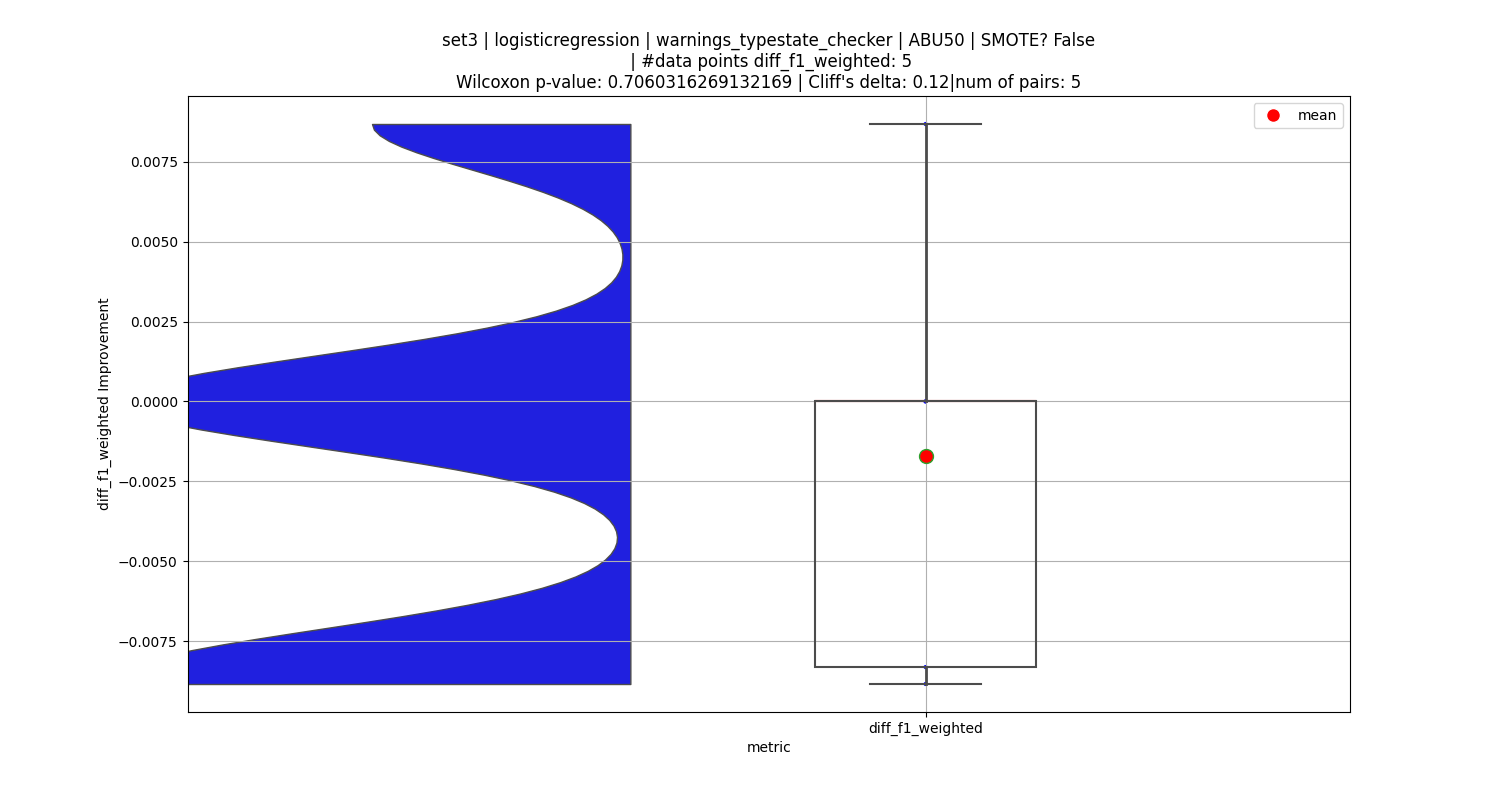 set3 | logisticregression | warnings_typestate_checker | ABU50 | SMOTE? False
| #data points diff_f1_weighted: 5
Wilcoxon p-value: 0.7060316269132169 | Cliff's delta: 0.12|num of pairs: 5
mean
0.0075
0.0050
0.0025
0.0000
−0.0025
−0.0050
−0.0075
diff_f1_weighted Improvement
diff_f1_weighted
metric